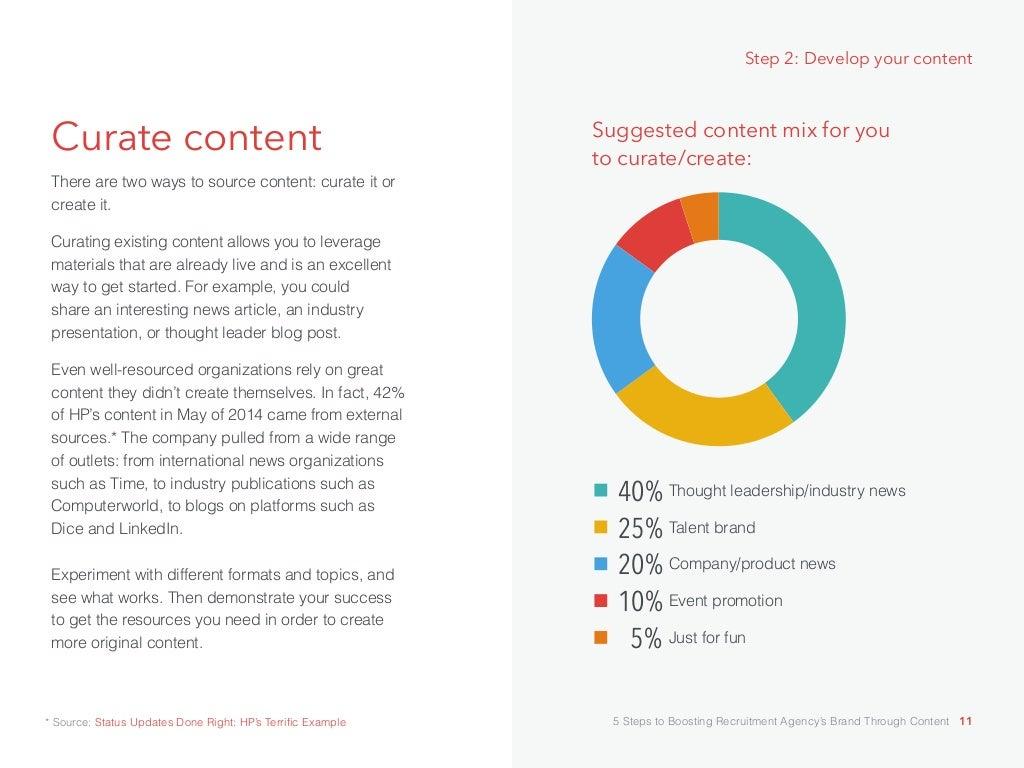 Step 2: Develop your content
Curate content
There are two ways to source content: curate it or
create it.
Curating existing content allows you to leverage
materials that are already live and is an excellent
way to get started. For example, you could
share an interesting news article, an industry
presentation, or thought leader blog post.
Even well-resourced organizations rely on great
content they didn’t create themselves. In fact, 42%
of HP’s content in May of 2014 came from external
sources.* The company pulled from a wide range
of outlets: from international news organizations
such as Time, to industry publications such as
Computerworld, to blogs on platforms such as
Dice and LinkedIn.
Experiment with different formats and topics, and
see what works. Then demonstrate your success
to get the resources you need in order to create
more original content.
* Source: Status Updates Done Right: HP’s Terrific Example
Suggested content mix for you
to curate/create:
40% Thought leadership/industry news
25% Talent brand
20% Company/product news
10% Event promotion
5% Just for fun
5 Steps to Boosting Recruitment Agency’s Brand Through Content 11